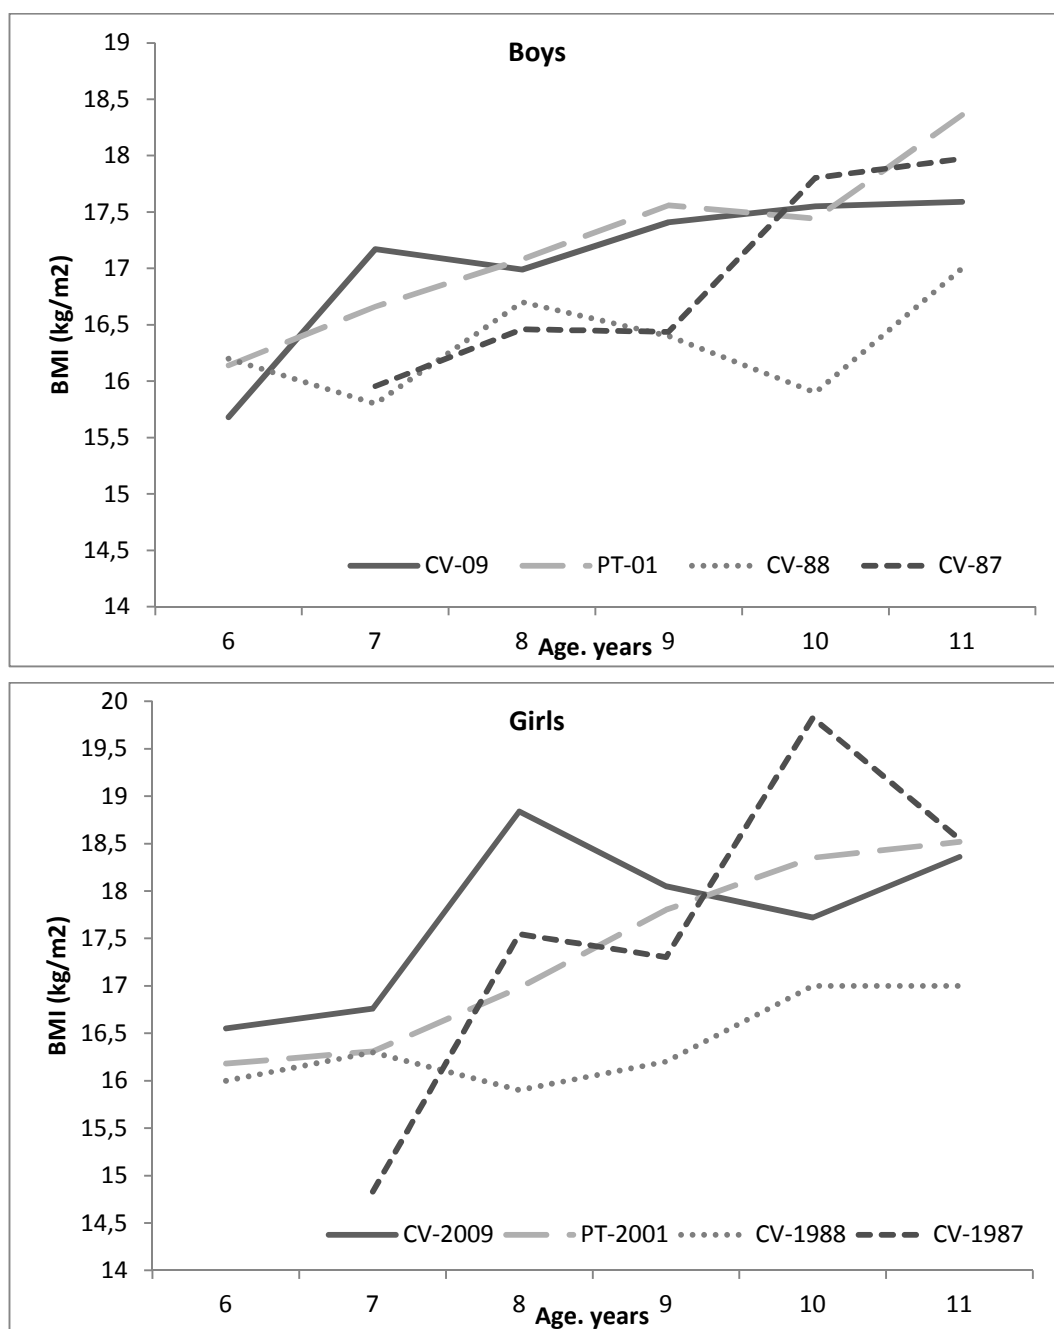 Boys
BMI (kg/m2)
19
18,5
18
17,5
17
16,5
16
15,5
15
14,5
14
CV-09 PT-01 CV-88 CV-87
6 7 8 9 10 11
Age. years
Girls
BMI (kg/m2)
20
19,5
19
18,5
18
17,5
17
16,5
16
15,5
15
14,5
14
CV-2009 PT-2001 CV-1988 CV-1987
6 7 8 9 10 11
Age. years